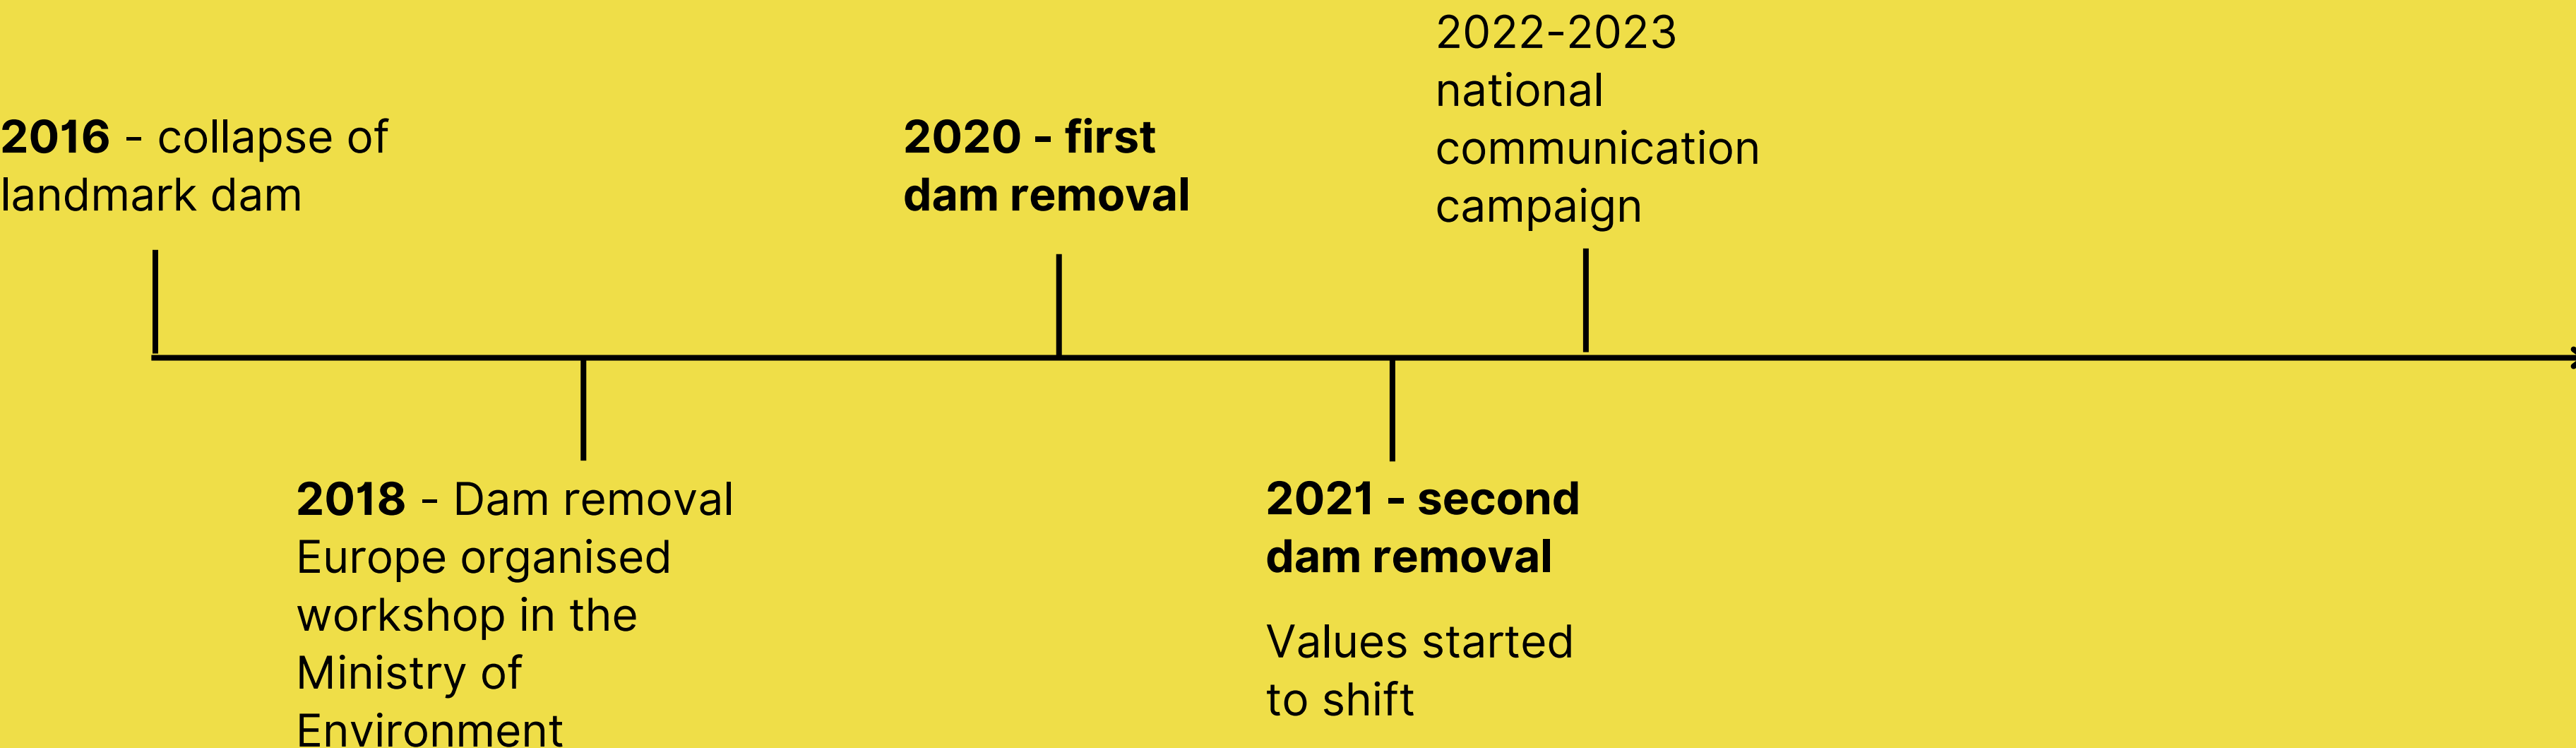 2016 - collapse of
landmark dam
2018 - Dam removal
Europe organised
workshop in the
Ministry of
Environment
2020 - first
dam removal
2021 - second
dam removal
Values started
to shift
2022-2023
national
communication
campaign